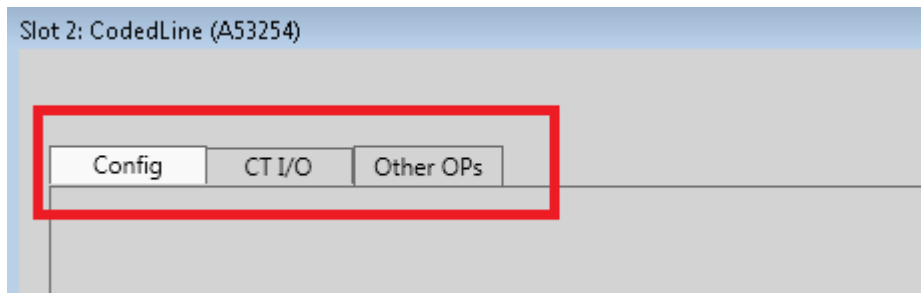 Slot 2: CodedLine (A53254)
Config CT I/O Other OPs